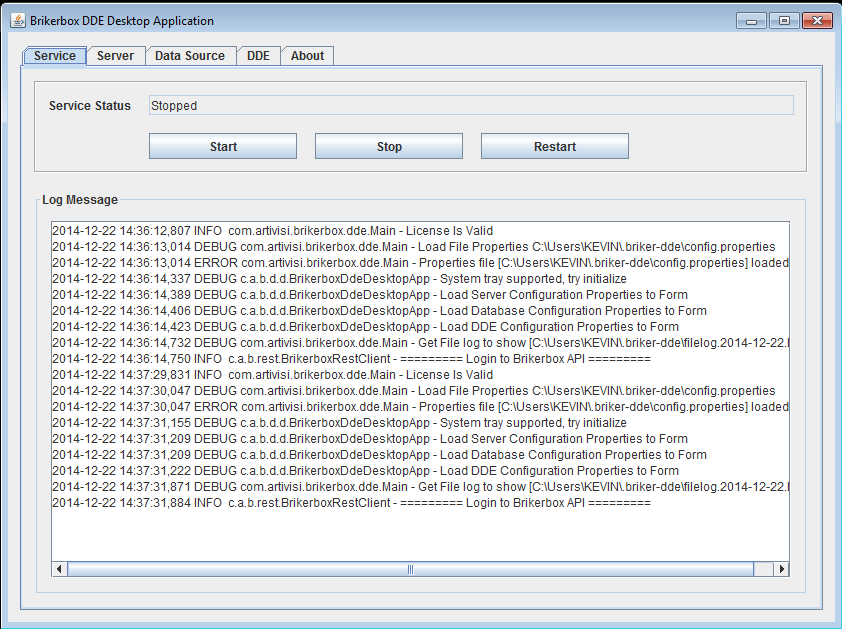 Brikerbox DDE Desktop Application
Service Server Data Source DDE About
Service Status Stopped
Start Stop Restart
Log Message
2014-12-22 14:36:12,807 INFO  com.artivisi.brikerbox.dde.Main - License Is Valid
2014-12-22 14:36:13,014 DEBUG com.artivisi.brikerbox.dde.Main - Load File Properties C:\Users\KEVIN\.briker-dde\config.properties
2014-12-22 14:36:13,014 ERROR com.artivisi.brikerbox.dde.Main - Properties file [C:\Users\KEVIN\.briker-dde\config.properties] loaded
2014-12-22 14:36:14,337 DEBUG c.a.b.d.d.BrikerboxDdeDesktopApp - System tray supported, try initialize
2014-12-22 14:36:14,389 DEBUG c.a.b.d.d.BrikerboxDdeDesktopApp - Load Server Configuration Properties to Form
2014-12-22 14:36:14,406 DEBUG c.a.b.d.d.BrikerboxDdeDesktopApp - Load Database Configuration Properties to Form
2014-12-22 14:36:14,423 DEBUG c.a.b.d.d.BrikerboxDdeDesktopApp - Load DDE Configuration Properties to Form
2014-12-22 14:36:14,732 DEBUG com.artivisi.brikerbox.dde.Main - Get File log to show [C:\Users\KEVIN\.briker-dde\filelog.2014-12-22.
2014-12-22 14:36:14,750 INFO  c.a.b.rest.BrikerboxRestClient - ========= Login to Brikerbox API =========
2014-12-22 14:37:29,831 INFO  com.artivisi.brikerbox.dde.Main - License Is Valid
2014-12-22 14:37:30,047 DEBUG com.artivisi.brikerbox.dde.Main - Load File Properties C:\Users\KEVIN\.briker-dde\config.properties
2014-12-22 14:37:30,047 ERROR com.artivisi.brikerbox.dde.Main - Properties file [C:\Users\KEVIN\.briker-dde\config.properties] loaded
2014-12-22 14:37:31,155 DEBUG c.a.b.d.d.BrikerboxDdeDesktopApp - System tray supported, try initialize
2014-12-22 14:37:31,209 DEBUG c.a.b.d.d.BrikerboxDdeDesktopApp - Load Server Configuration Properties to Form
2014-12-22 14:37:31,209 DEBUG c.a.b.d.d.BrikerboxDdeDesktopApp - Load Database Configuration Properties to Form
2014-12-22 14:37:31,222 DEBUG c.a.b.d.d.BrikerboxDdeDesktopApp - Load DDE Configuration Properties to Form
2014-12-22 14:37:31,871 DEBUG com.artivisi.brikerbox.dde.Main - Get File log to show [C:\Users\KEVIN\.briker-dde\filelog.2014-12-22.
2014-12-22 14:37:31,884 INFO  c.a.b.rest.BrikerboxRestClient - ========= Login to Brikerbox API =========